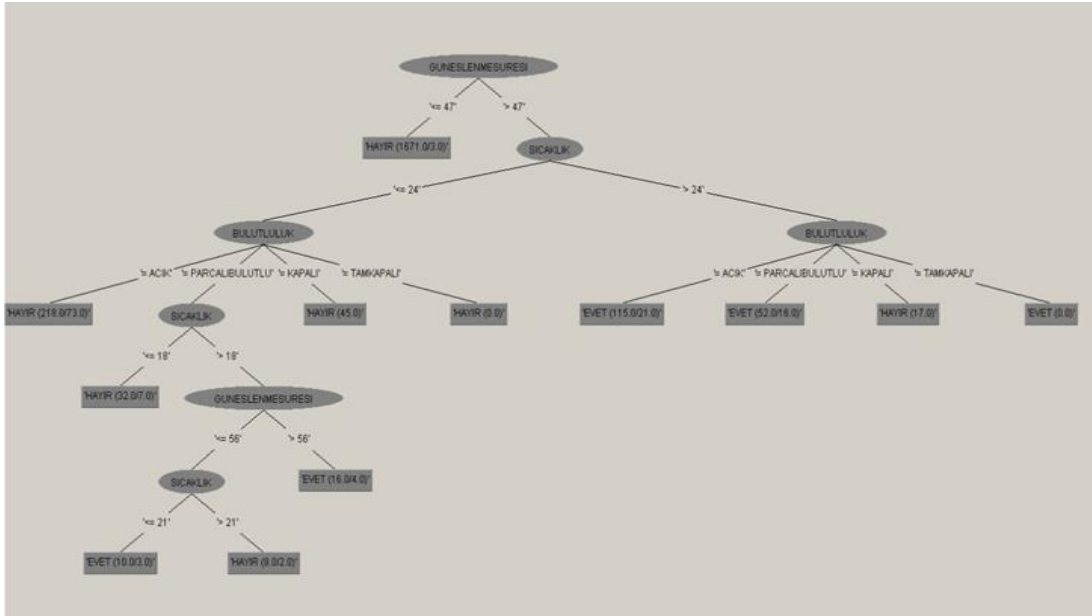 GUNESLENMESURESI
'<= 47' '> 47'
'HAYIR (1671.0/3.0)' SICAKLIK
'<= 24' '> 24'
BULUTLULUK BULUTLULUK
'= ACIK' '= PARCALIBULUTLU' '= KAPALI' '= TAMKAPALI' '= ACIK' '= PARCALIBULUTLU' '= KAPALI' '= TAMKAPALI'
'HAYIR (218.0/73.0)' SICAKLIK 'HAYIR (45.0)' 'HAYIR (0.0)' 'EVET (115.0/21.0)' 'EVET (52.0/16.0)' 'HAYIR (17.0)' 'EVET (0.0)'
'<= 18' '> 18'
'HAYIR (32.0/7.0)' GUNESLENMESURESI
'<= 56' '> 56'
SICAKLIK 'EVET (16.0/4.0)'
'<= 21' '> 21'
'EVET (10.0/3.0)' 'HAYIR (9.0/2.0)'